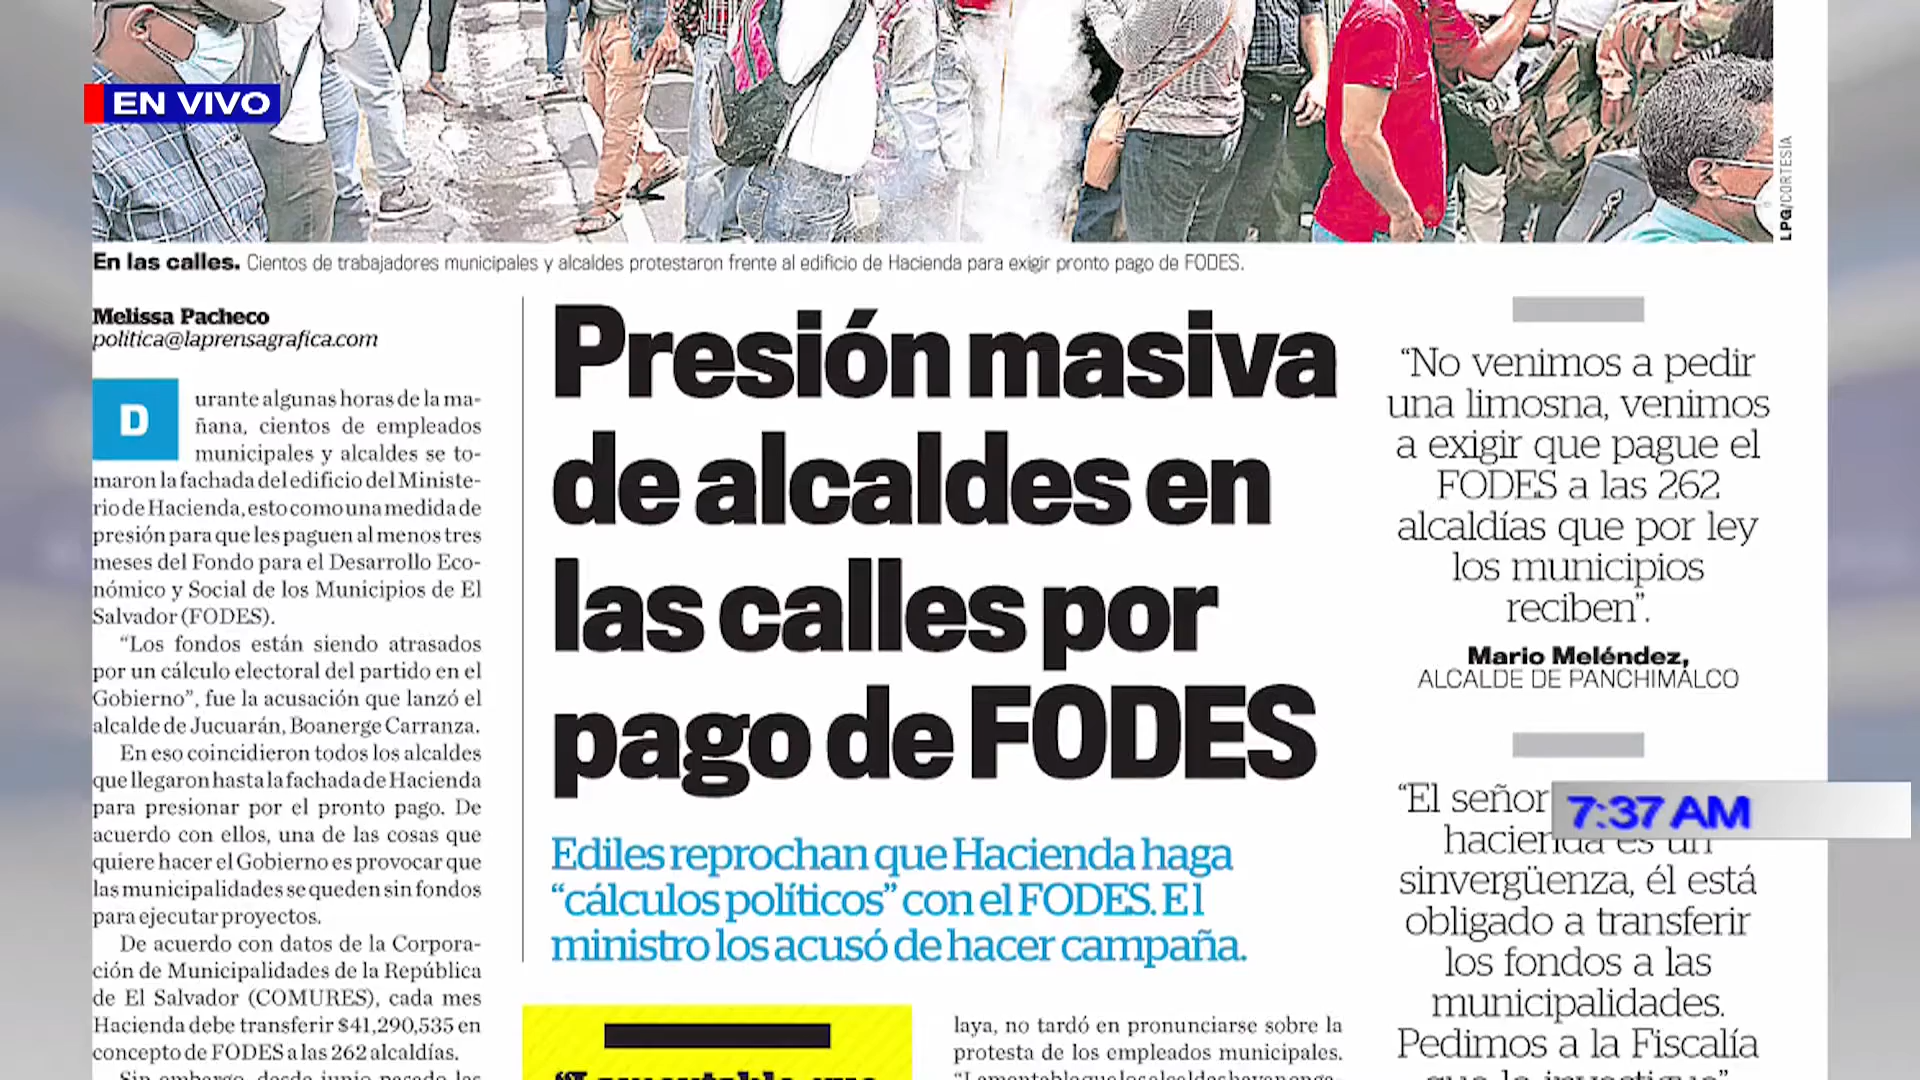 EN VIVO
LPG/CORTESÍA
En las calles. Cientos de trabajadores municipales y alcaldes protestaron frente al edificio de Hacienda para exigir pronto pago de FODES.
Melissa Pacheco
politica@laprensagrafica.com
Durante algunas horas de la ma-
ñana, cientos de empleados
municipales y alcaldes se to-
maron la fachada del edificio del Ministe-
rio de Hacienda, esto como una medida de
presión para que les paguen al menos tres
meses del Fondo para el Desarrollo Eco-
nómico y Social de los Municipios de El
Salvador (FODES).
“Los fondos están siendo atrasados
por un cálculo electoral del partido en el
Gobierno”, fue la acusación que lanzó el
alcalde de Jucuarán, Boanerge Carranza.
En eso coincidieron todos los alcaldes
que llegaron hasta la fachada de Hacienda
para presionar por el pronto pago. De
acuerdo con ellos, una de las cosas que
quiere hacer el Gobierno es provocar que
las municipalidades se queden sin fondos
para ejecutar proyectos.
De acuerdo con datos de la Corpora-
ción de Municipalidades de la República
de El Salvador (COMURES), cada mes
Hacienda debe transferir $41,290,535 en
concepto de FODES a las 262 alcaldías.
Sin embargo, desde junio pasado las
Presión masiva
de alcaldes en
las calles por
pago de FODES
Ediles reprochan que Hacienda haga
“cálculos políticos” con el FODES. El
ministro los acusó de hacer campaña.
laya, no tardó en pronunciarse sobre la
protesta de los empleados municipales.
“No venimos a pedir
una limosna, venimos
a exigir que pague el
FODES a las 262
alcaldías que por ley
los municipios
reciben”.
Mario Meléndez,
ALCALDE DE PANCHIMALCO
“El señor
hacienda es un
sinvergüenza, él está
obligado a transferir
los fondos a las
municipalidades.
Pedimos a la Fiscalía
que lo investigue”
7:37 AM